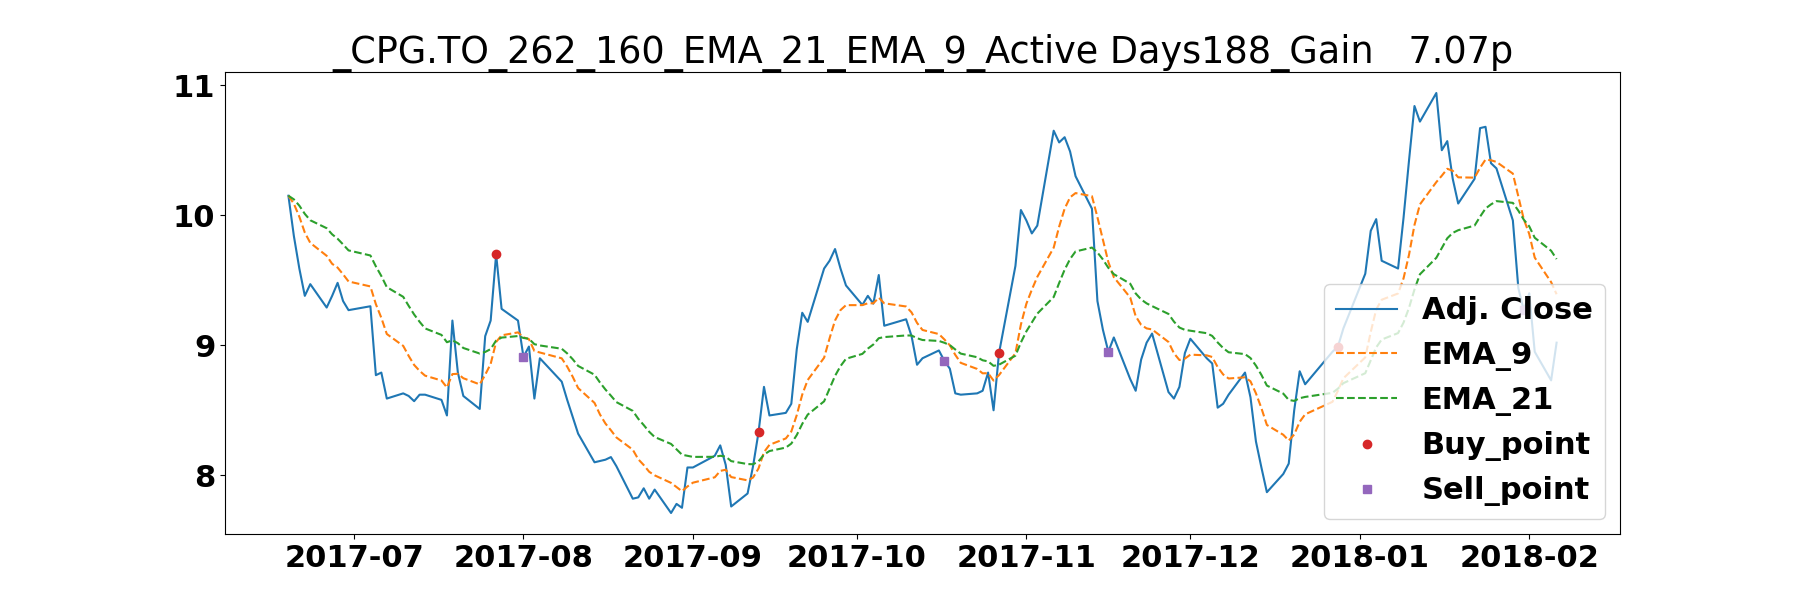 _CPG.TO_262_160_EMA_21_EMA_9_Active Days188_Gain   7.07p
11
10
9
8
Adj. Close
EMA_9
EMA_21
Buy_point
Sell_point
2017-07 2017-08 2017-09 2017-10 2017-11 2017-12 2018-01 2018-02